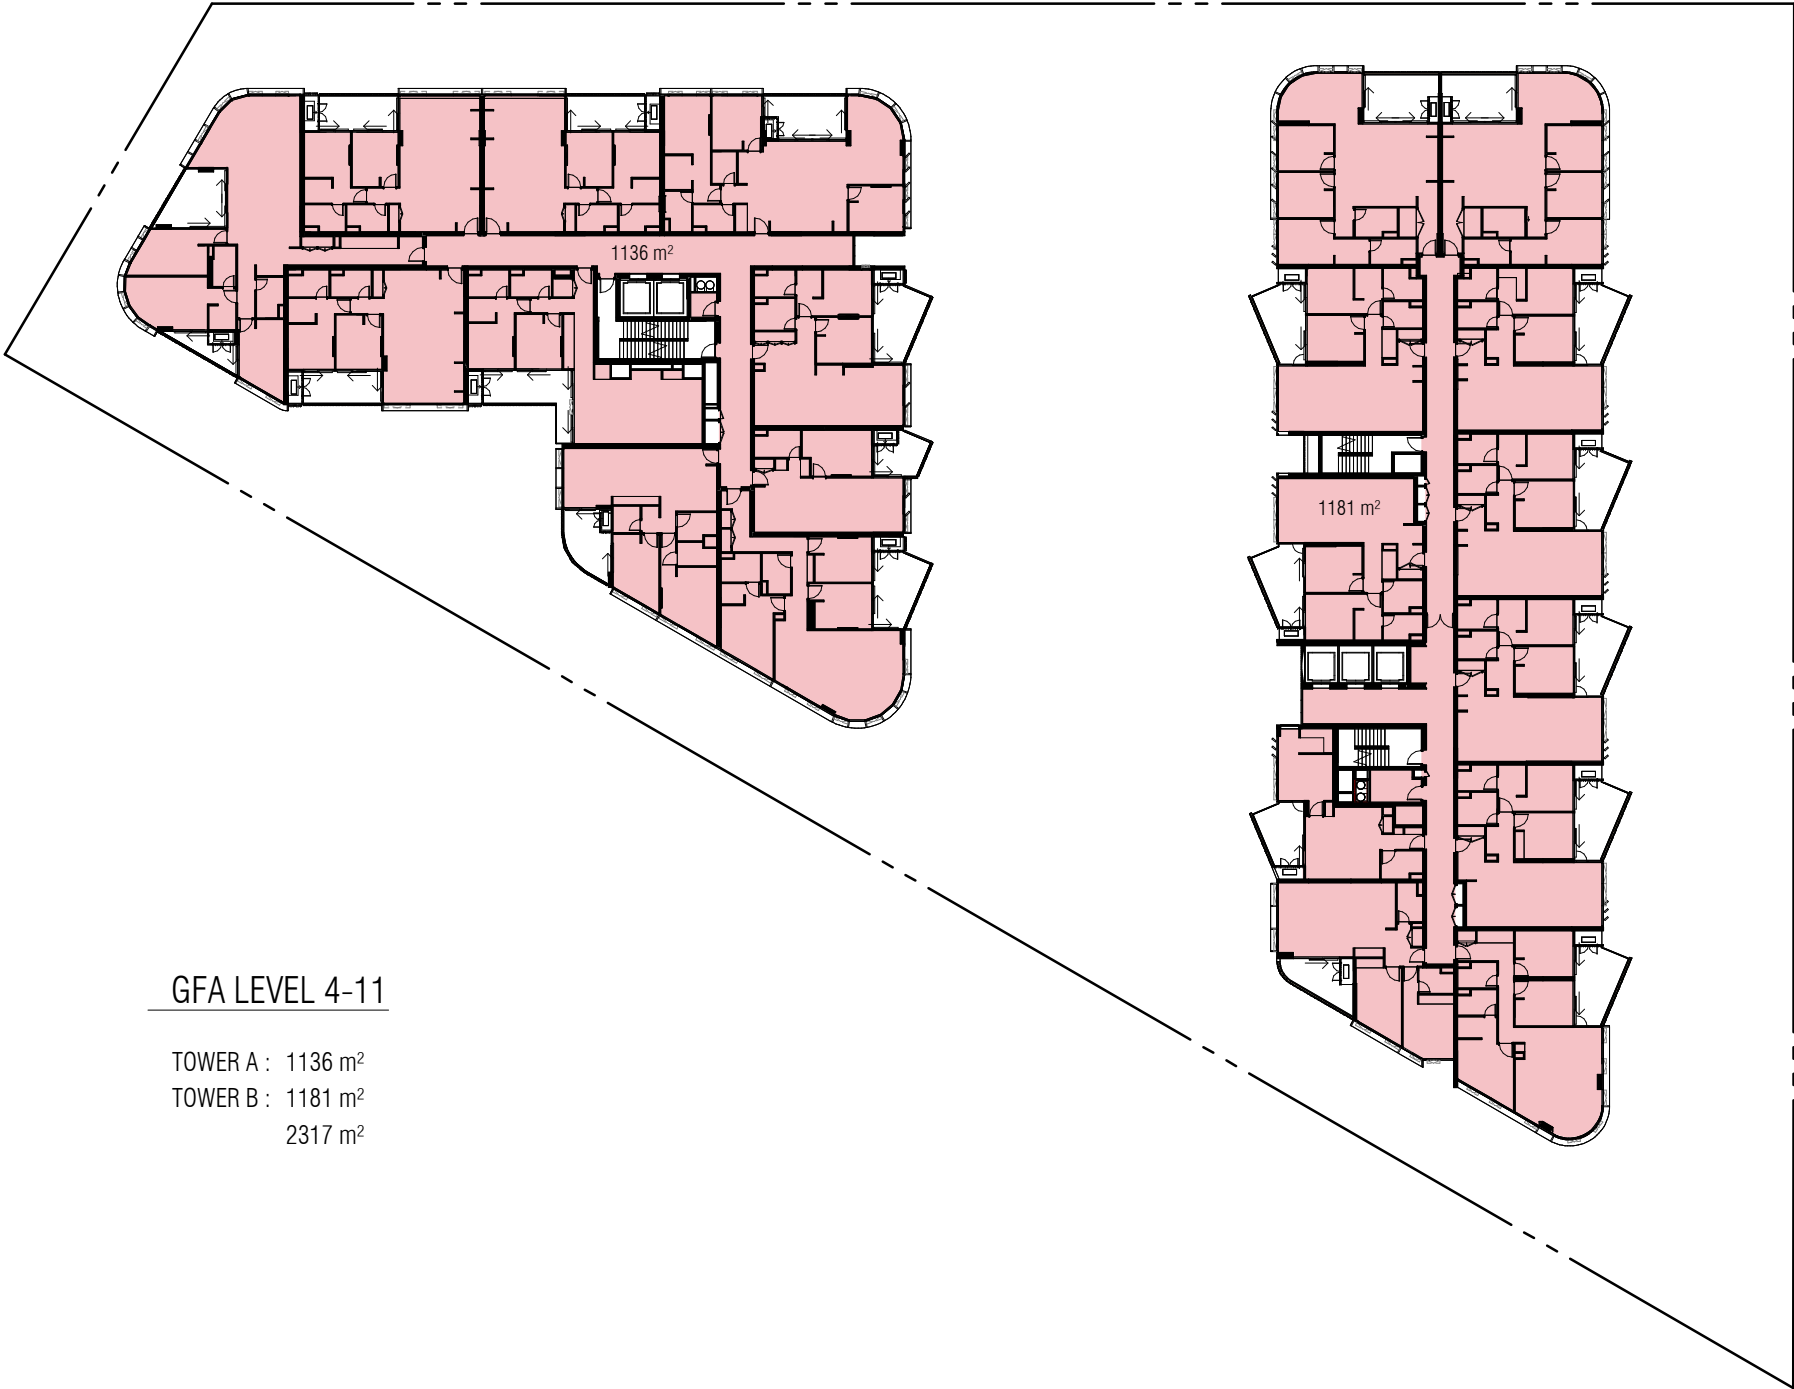 1136 m²
1181 m²
GFA LEVEL 4-11
TOWER A : 1136 m²
TOWER B : 1181 m²
2317 m²